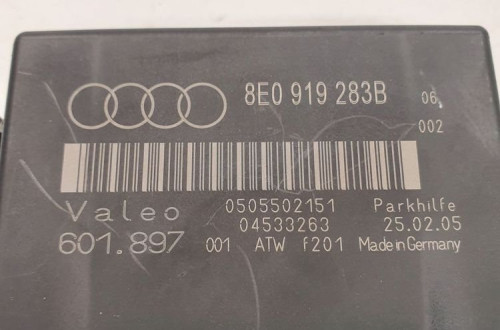 8E0 919 283B 06
002
Valeo 0505502151 Parkhilfe
04533263 25.02.05
601.897 001 ATW f201 Made in Germany